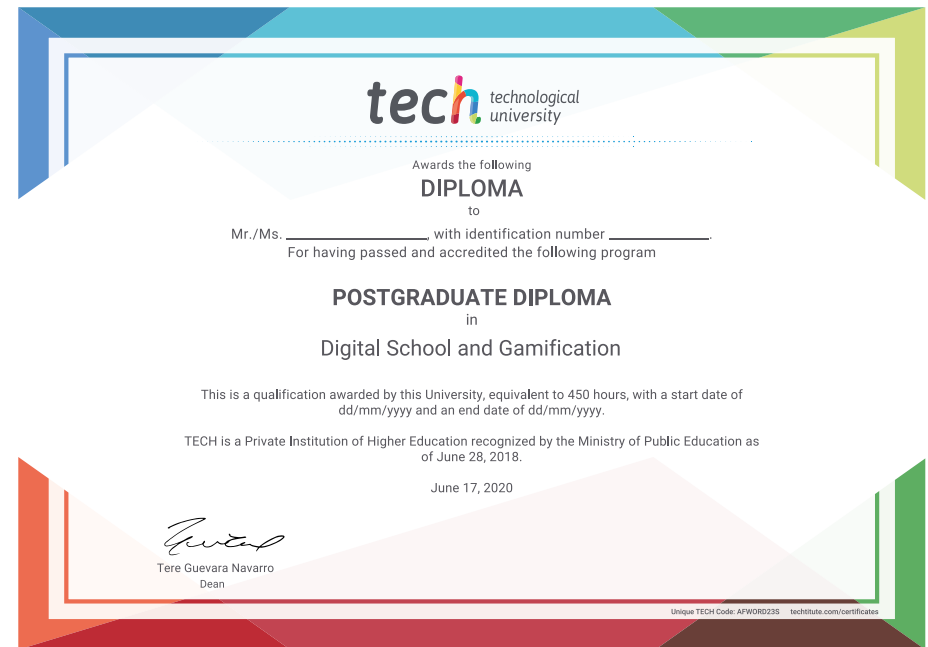 tech technological
university
Awards the following
DIPLOMA
to
Mr./Ms. ____________________, with identification number ______________.
For having passed and accredited the following program
POSTGRADUATE DIPLOMA
in
Digital School and Gamification
This is a qualification awarded by this University, equivalent to 450 hours, with a start date of
dd/mm/yyyy and an end date of dd/mm/yyyy.
TECH is a Private Institution of Higher Education recognized by the Ministry of Public Education as
of June 28, 2018.
June 17, 2020
Tere Guevara Navarro
Dean
Unique TECH Code: AFWORD23S techtitute.com/certificates